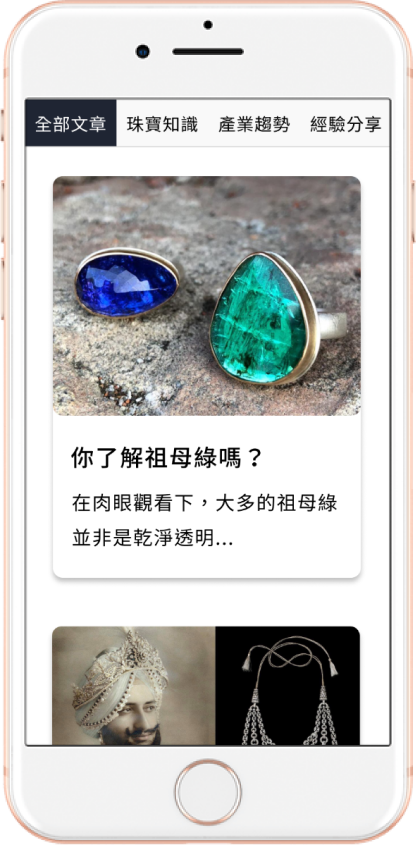 全部文章 珠寶知識 產業趨勢 經驗分享
你了解祖母綠嗎？
在肉眼觀看下，大多的祖母綠
並非是乾淨透明...